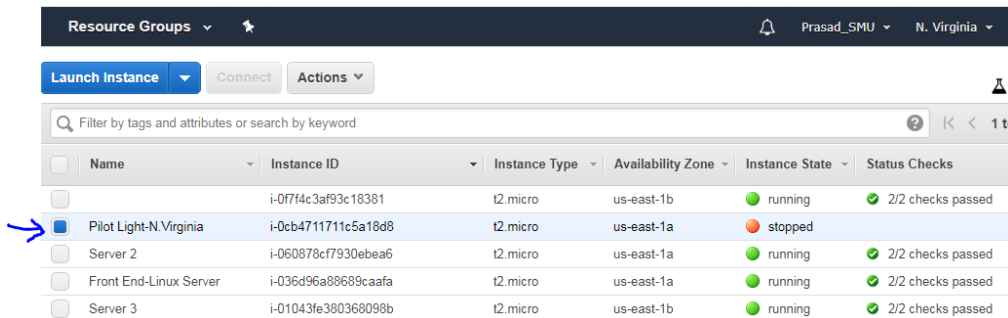 Resource Groups Prasad_SMU N. Virginia
Launch Instance Connect Actions
Filter by tags and attributes or search by keyword 1
Name Instance ID Instance Type Availability Zone Instance State Status Checks
i-0f7f4c3af93c18381 t2.micro us-east-1b running 2/2 checks passed
Pilot Light-N.Virginia i-0cb4711711c5a18d8 t2.micro us-east-1a stopped
Server 2 i-060878cf7930ebea6 t2.micro us-east-1a running 2/2 checks passed
Front End-Linux Server i-036d96a88689caafa t2.micro us-east-1a running 2/2 checks passed
Server 3 i-01043fe380368098b t2.micro us-east-1a running 2/2 checks passed